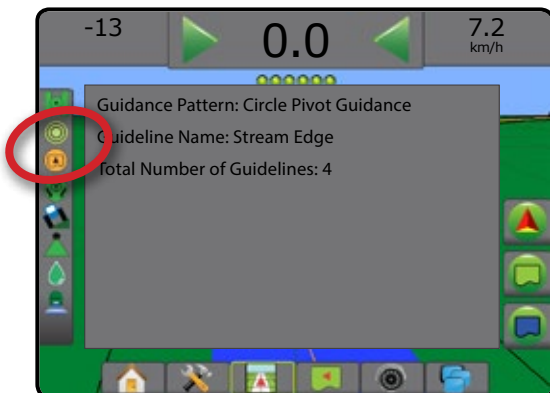 -13
0.0
7.2
km/h
Guidance Pattern: Circle Pivot Guidance
Guideline Name: Stream Edge
Total Number of Guidelines: 4